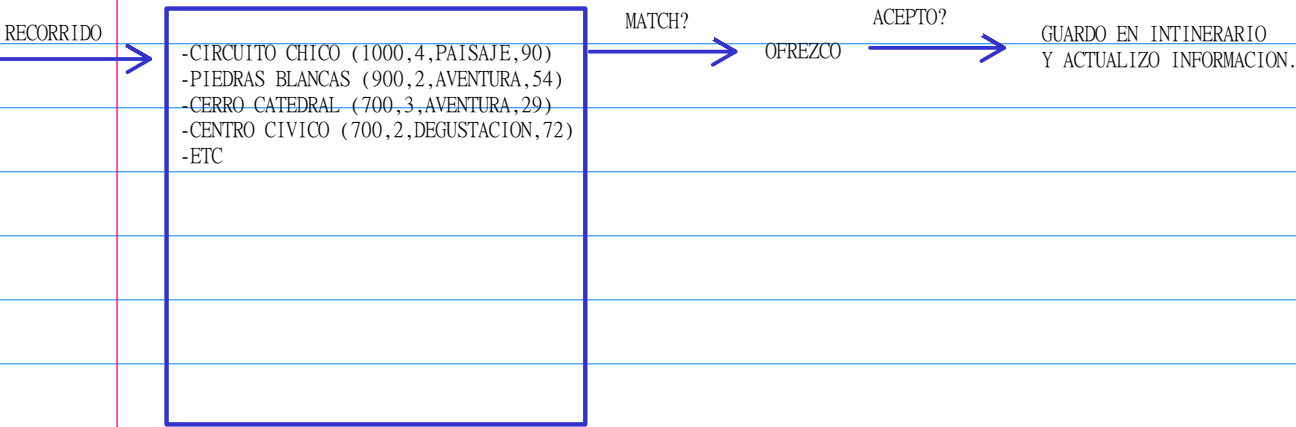 RECORRIDO
-CIRCUITO CHICO (1000,4,PAISAJE,90)
-PIEDRAS BLANCAS (900,2,AVENTURA,54)
-CERRO CATEDRAL (700,3,AVENTURA,29)
-CENTRO CIVICO (700,2,DEGUSTACION,72)
-ETC
MATCH?
OFREZCO
ACEPTO?
GUARDO EN INTINERARIO
Y ACTUALIZO INFORMACION.